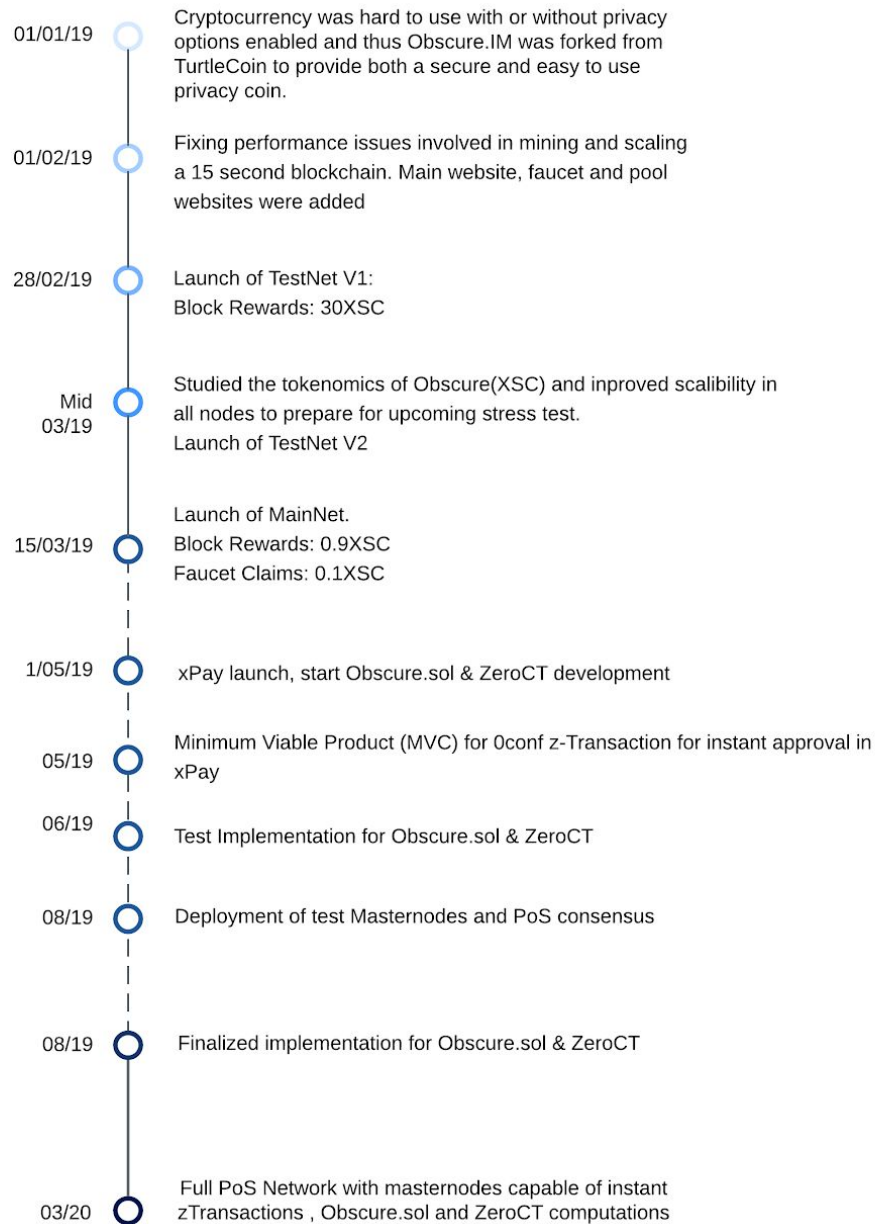 01/01/19
Cryptocurrency was hard to use with or without privacy
options enabled and thus Obscure.IM was forked from
TurtleCoin to provide both a secure and easy to use
privacy coin.
01/02/19
Fixing performance issues involved in mining and scaling
a 15 second blockchain. Main website, faucet and pool
websites were added
28/02/19
Launch of TestNet V1:
Block Rewards: 30XSC
Mid
03/19
Studied the tokenomics of Obscure(XSC) and inproved scalibility in
all nodes to prepare for upcoming stress test.
Launch of TestNet V2
15/03/19
Launch of MainNet.
Block Rewards: 0.9XSC
Faucet Claims: 0.1XSC
1/05/19
xPay launch, start Obscure.sol & ZeroCT development
05/19
Minimum Viable Product (MVC) for 0conf z-Transaction for instant approval in
xPay
06/19
Test Implementation for Obscure.sol & ZeroCT
08/19
Deployment of test Masternodes and PoS consensus
08/19
Finalized implementation for Obscure.sol & ZeroCT
03/20
Full PoS Network with masternodes capable of instant
zTransactions , Obscure.sol and ZeroCT computations